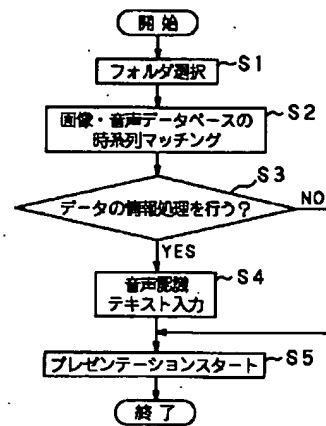 開始
フォルダ選択
S1
画像・音声データベースの
時系列マッチング
S2
S3
データの情報処理を行う?
NO
YES
音声認識
テキスト入力
S4
プレゼンテーションスタート
S5
終了